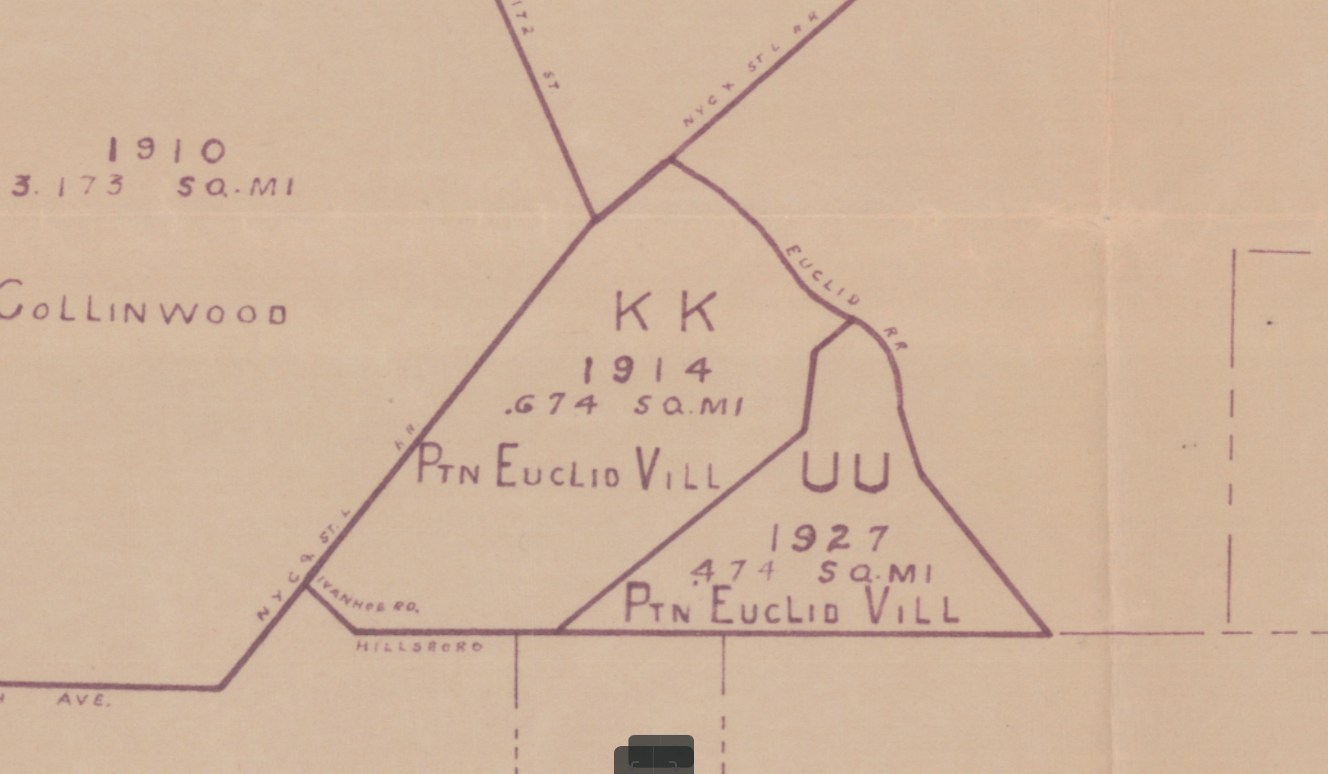 172 ST
NYC & ST L RR
1910
3.173 SQ.MI
COLLINWOOD
EUCLID RR
KK
1914
.674 SQ.MI
PTN EUCLID VILL
NYC & ST. L RR
UU
1927
.474 SQ.MI
PTN EUCLID VILL
IVANHOE RD.
HILLSBORO
AVE.